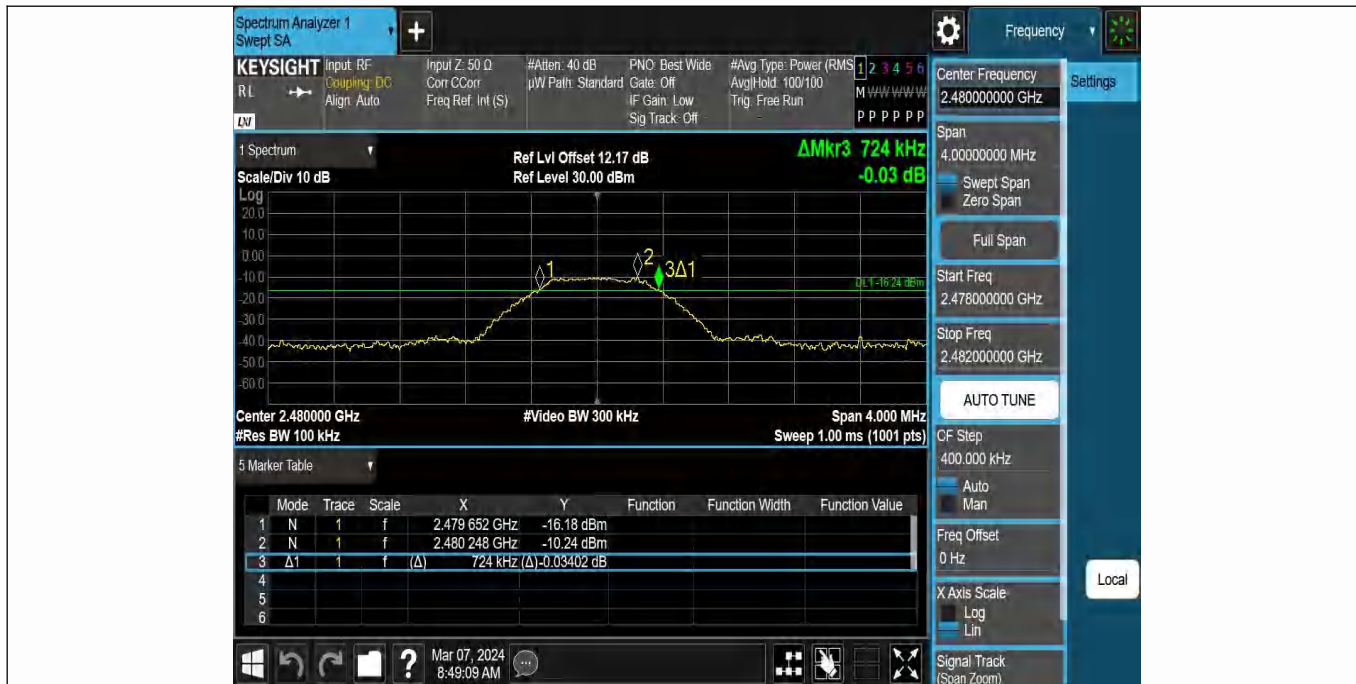 Spectrum Analyzer 1
Swept SA
+
Frequency
KEYSIGHT
RL
LXI
Input: RF
Coupling: DC
Align: Auto
Input Z: 50 Ω
Corr CCorr
Freq Ref: Int (S)
#Atten: 40 dB
µW Path: Standard
PNO: Best Wide
Gate: Off
IF Gain: Low
Sig Track: Off
#Avg Type: Power (RMS
Avg|Hold: 100/100
Trig: Free Run
1 2 3 4 5 6
M W W W W W
P P P P P P
1 Spectrum
Scale/Div 10 dB
Ref Lvl Offset 12.17 dB
Ref Level 30.00 dBm
ΔMkr3 724 kHz
-0.03 dB
Log
20.0
10.0
0.00
-10.0
-20.0
-30.0
-40.0
-50.0
-60.0
1
2
3Δ1
DL1 -16.24 dBm
Center 2.480000 GHz
#Video BW 300 kHz
Span 4.000 MHz
#Res BW 100 kHz
Sweep 1.00 ms (1001 pts)
5 Marker Table
Mode Trace Scale X Y Function Function Width Function Value
1 N 1 f 2.479 652 GHz -16.18 dBm
2 N 1 f 2.480 248 GHz -10.24 dBm
3 Δ1 1 f (Δ) 724 kHz (Δ) -0.03402 dB
4
5
6
Mar 07, 2024
8:49:09 AM
?
Center Frequency
2.480000000 GHz
Settings
Span
4.00000000 MHz
Swept Span
Zero Span
Full Span
Start Freq
2.478000000 GHz
Stop Freq
2.482000000 GHz
AUTO TUNE
CF Step
400.000 kHz
Auto
Man
Freq Offset
0 Hz
X Axis Scale
Log
Lin
Local
Signal Track
(Span Zoom)